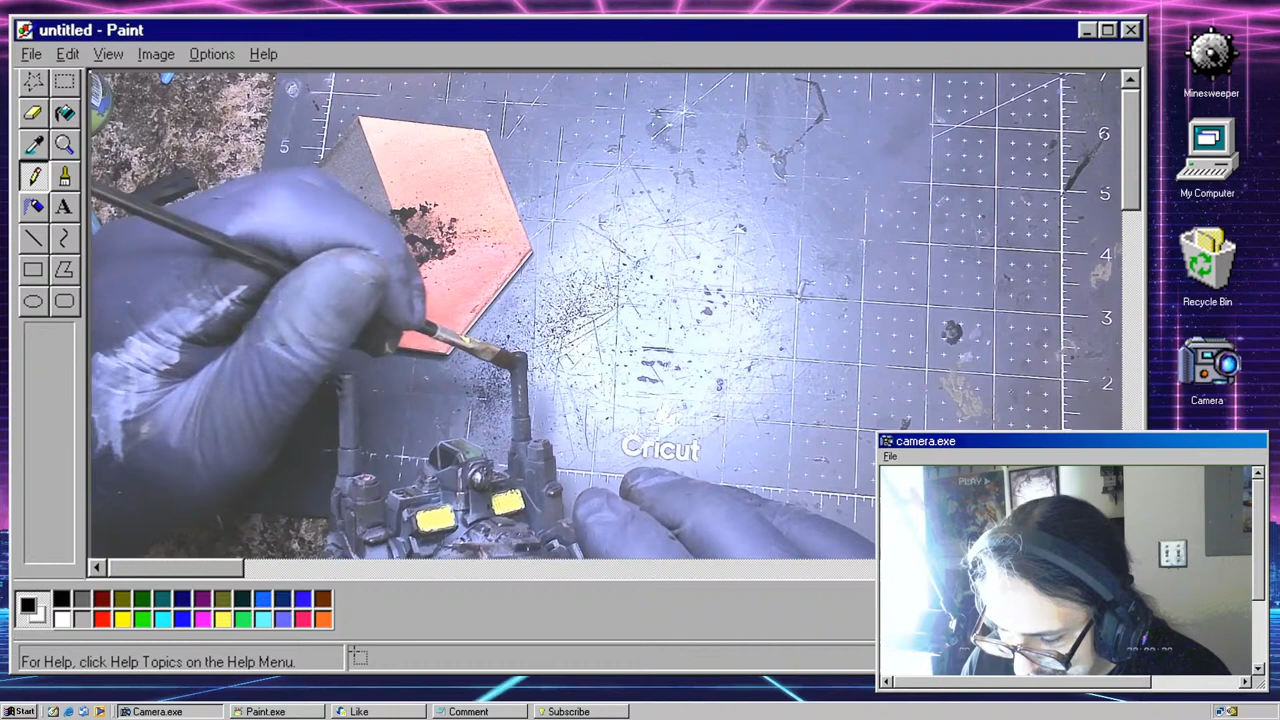 untitled - Paint
File Edit View Image Options Help
Minesweeper
My Computer
Recycle Bin
Camera
5
6
5
4
3
2
Cricut
camera.exe
File
PLAY
For Help, click Help Topics on the Help Menu.
Start Camera.exe Paint.exe Like Comment Subscribe